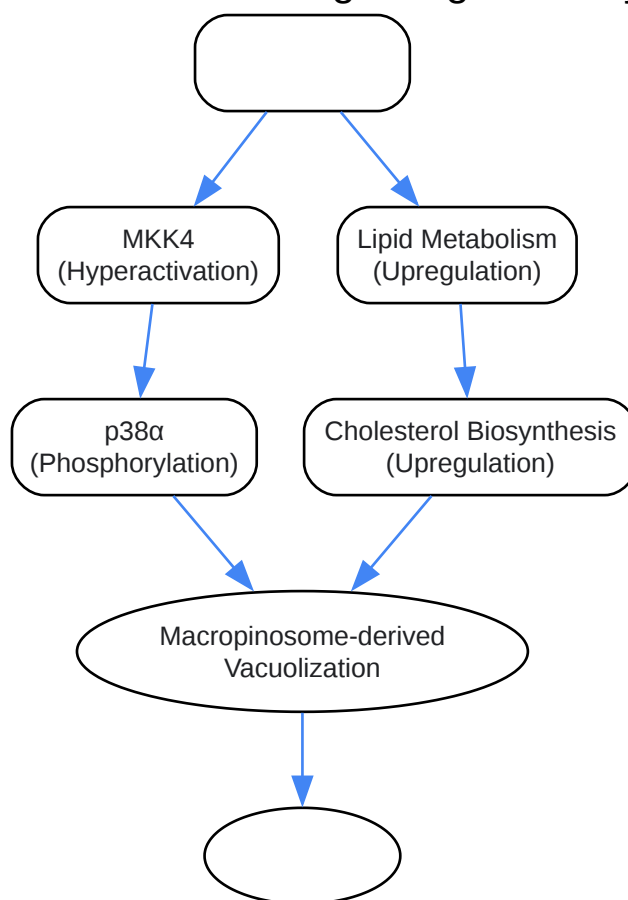 MKK4
(Hyperactivation)
Lipid Metabolism
(Upregulation)
p38α
(Phosphorylation)
Cholesterol Biosynthesis
(Upregulation)
Macropinosome-derived
Vacuolization